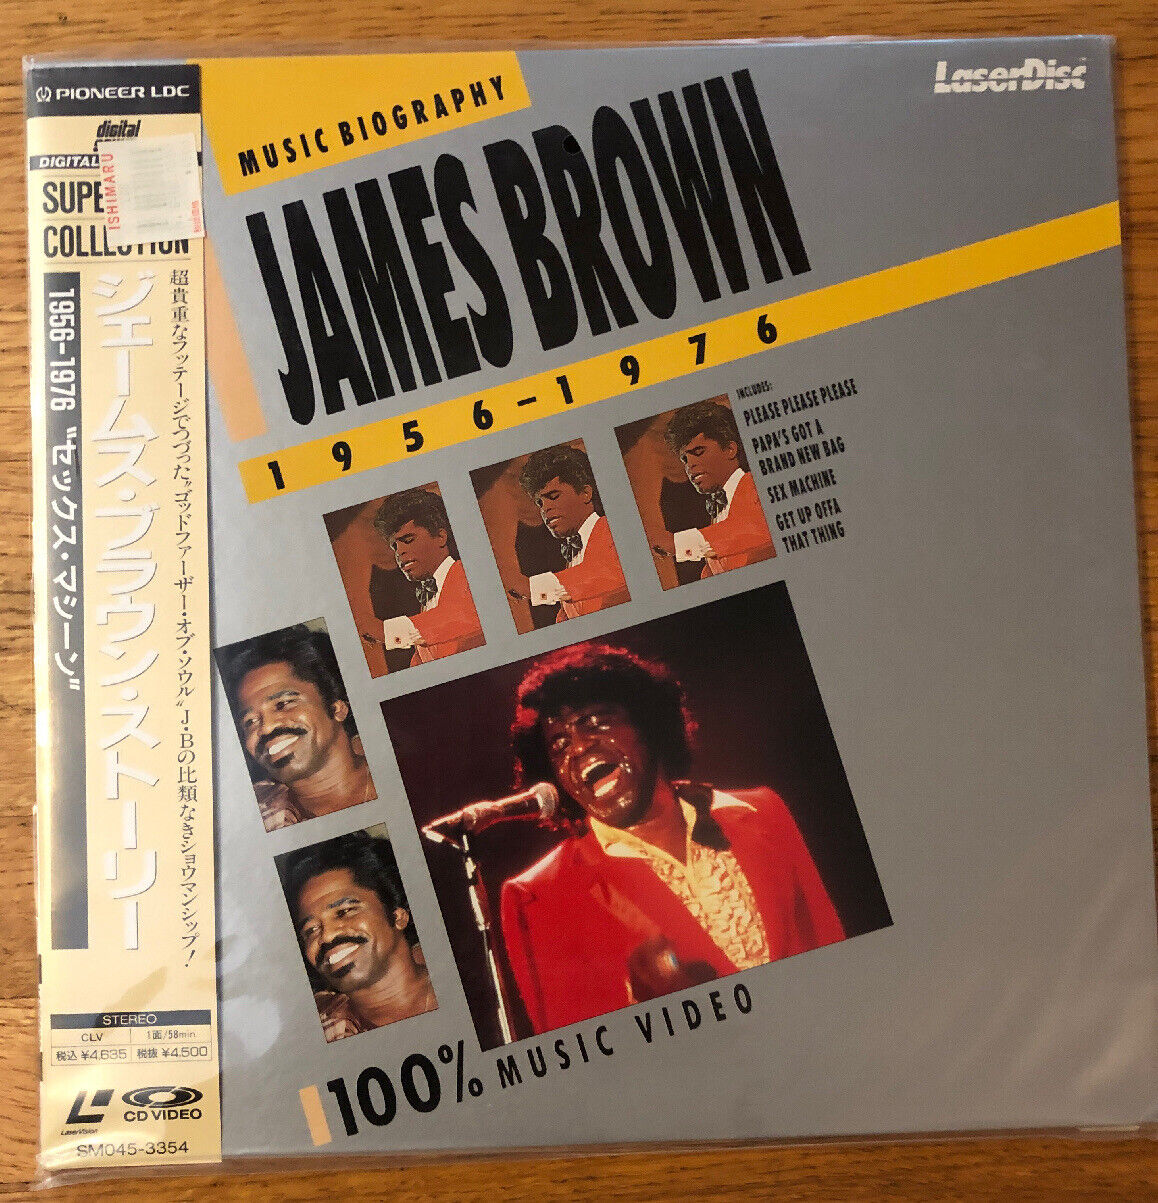 PIONEER LDC
digital
DIGITAL
SUPE
COLLECTION
ISHIMARU
超貴重なフッテージでつづった“ゴッドファーザー・オブ・ソウル”J・Bの比類なきショウマンシップ!
ジェームス・ブラウン・ストーリー
1956-1976 “セックス・マシーン”
STEREO
CLV
1面/58min.
税込 ¥4,635
税抜 ¥4,500
LaserVision
CD VIDEO
SM045-3354
LaserDisc
MUSIC BIOGRAPHY
JAMES BROWN
1956-1976
INCLUDES:
PLEASE PLEASE PLEASE
PAPA'S GOT A
BRAND NEW BAG
SEX MACHINE
GET UP OFFA
THAT THING
100% MUSIC VIDEO